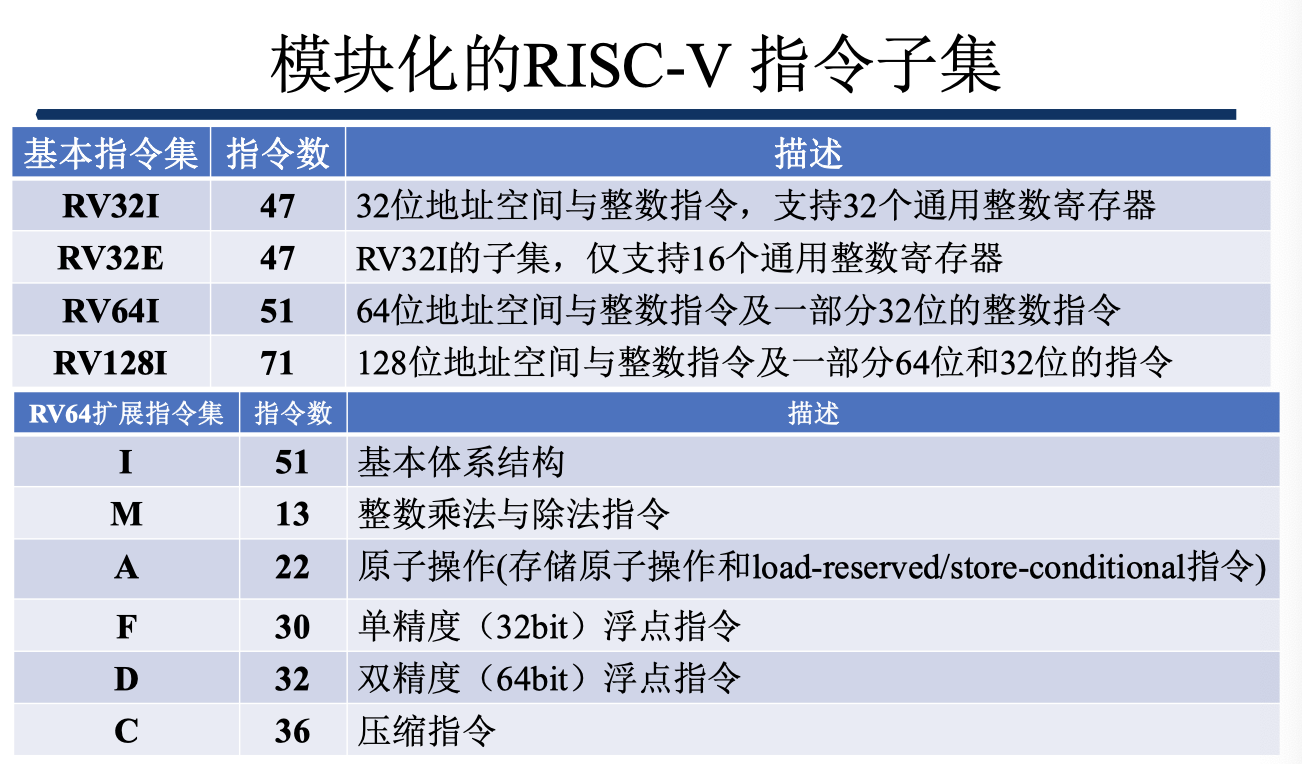 模块化的RISC-V 指令子集
基本指令集 指令数 描述
RV32I 47 32位地址空间与整数指令，支持32个通用整数寄存器
RV32E 47 RV32I的子集，仅支持16个通用整数寄存器
RV64I 51 64位地址空间与整数指令及一部分32位的整数指令
RV128I 71 128位地址空间与整数指令及一部分64位和32位的指令
RV64扩展指令集 指令数 描述
I 51 基本体系结构
M 13 整数乘法与除法指令
A 22 原子操作(存储原子操作和load-reserved/store-conditional指令)
F 30 单精度（32bit）浮点指令
D 32 双精度（64bit）浮点指令
C 36 压缩指令